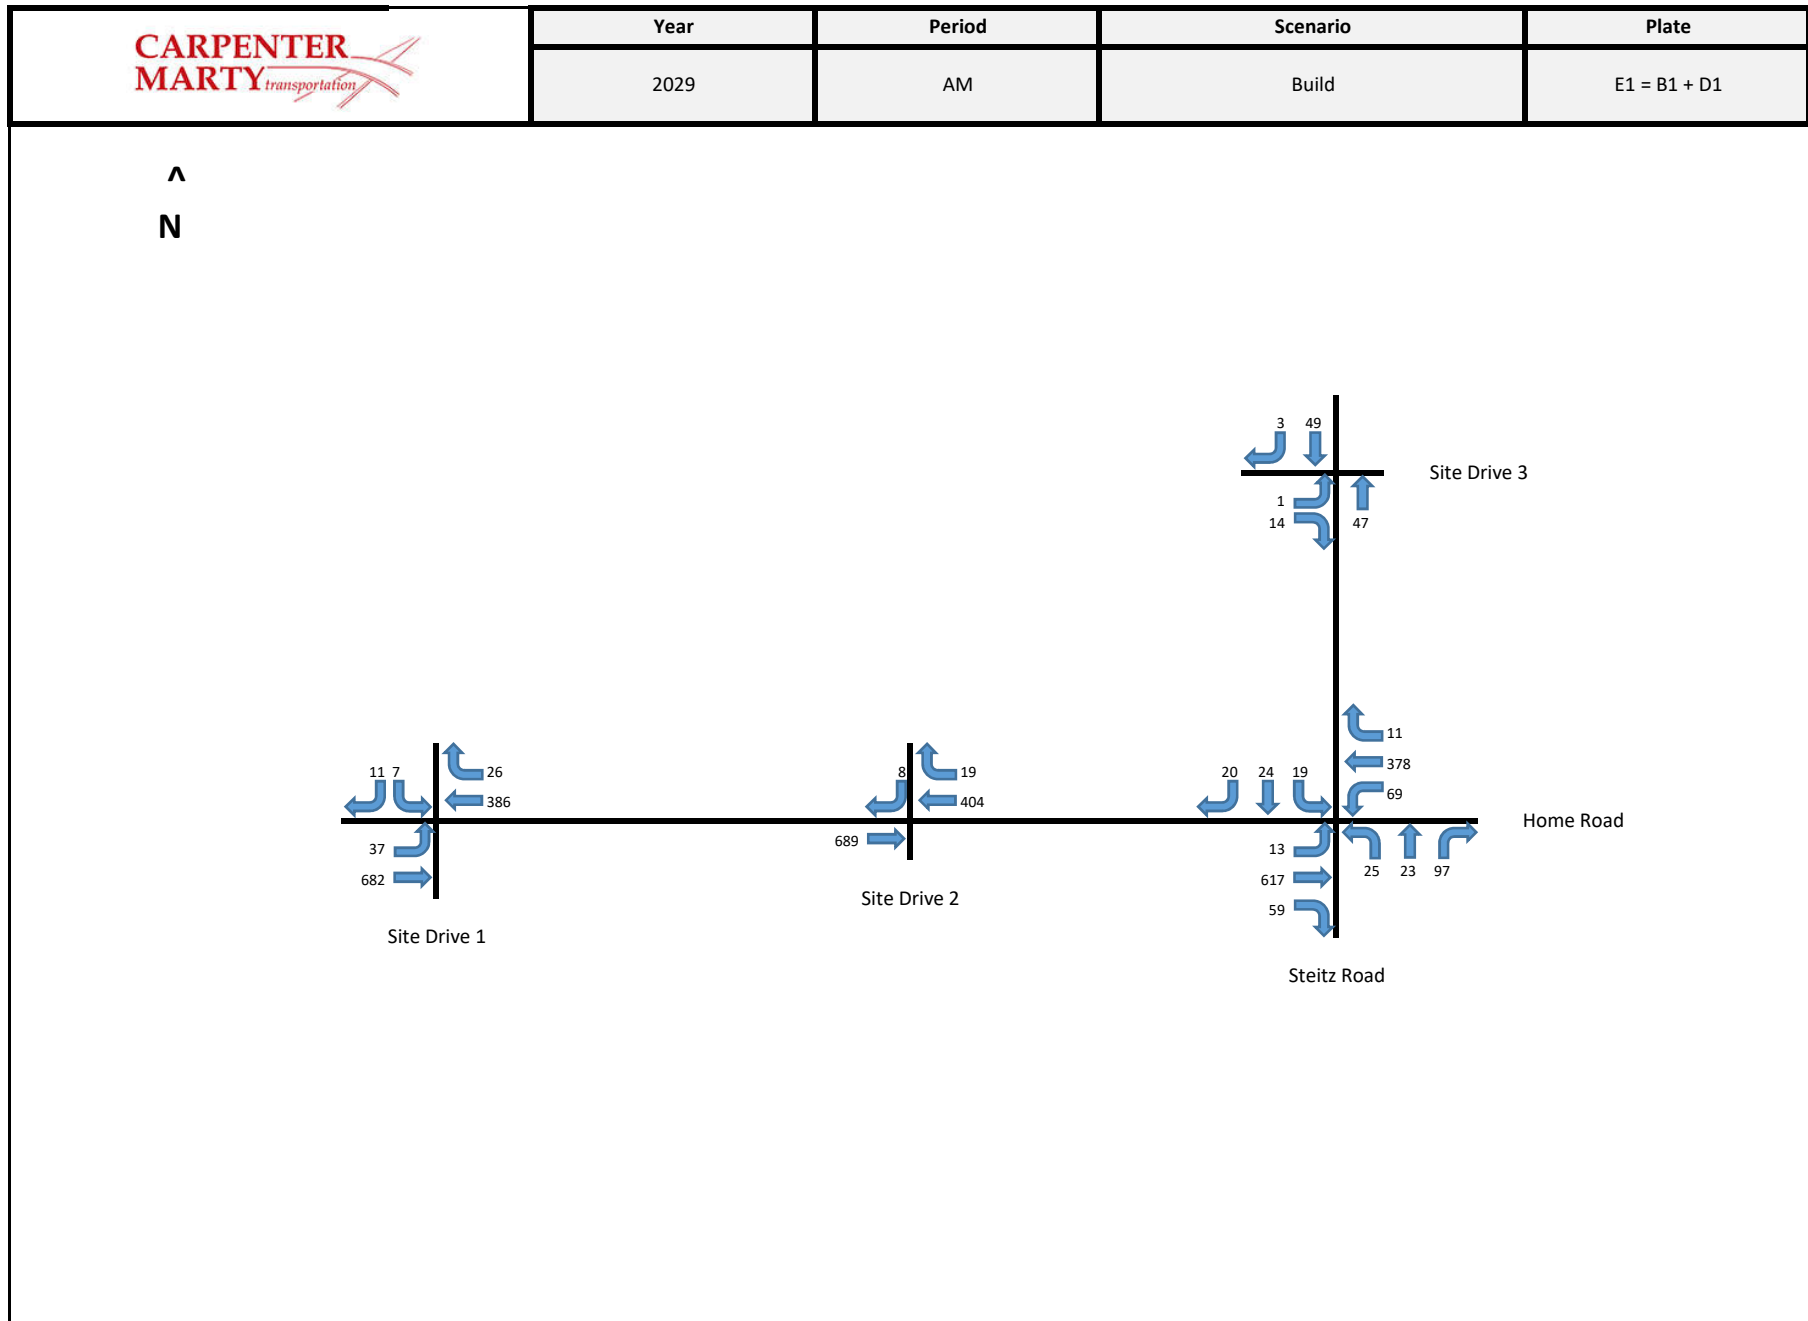 CARPENTER
MARTY transportation
Year Period Scenario Plate
2029 AM Build E1 = B1 + D1
^
N
3 49
Site Drive 3
1
14 47
11
378
69
11 7 26
386
8 19
404
20 24 19
Home Road
37
682
689
13
617
59
25 23 97
Site Drive 2
Site Drive 1
Steitz Road